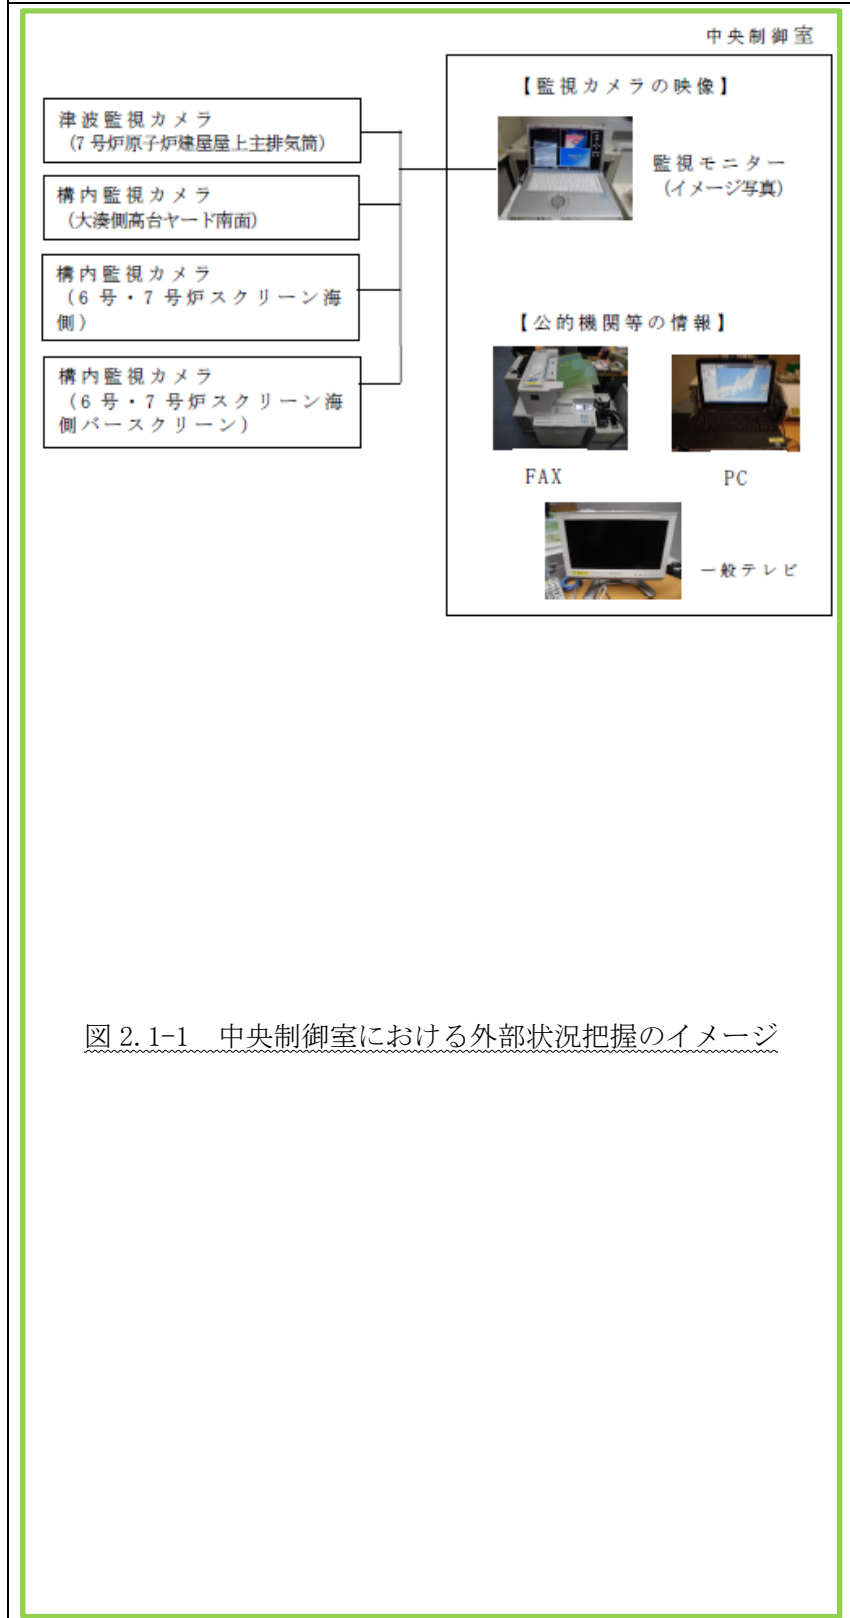 中央制御室
津波監視カメラ
(7号炉原子炉建屋屋上主排気筒)
構内監視カメラ
(大湊側高台ヤード南面)
構内監視カメラ
(6号・7号炉スクリーン海
側)
構内監視カメラ
(6号・7号炉スクリーン海
側バースクリーン)
【監視カメラの映像】
監視モニター
(イメージ写真)
【公的機関等の情報】
FAX
PC
一般テレビ
図 2.1-1 中央制御室における外部状況把握のイメージ